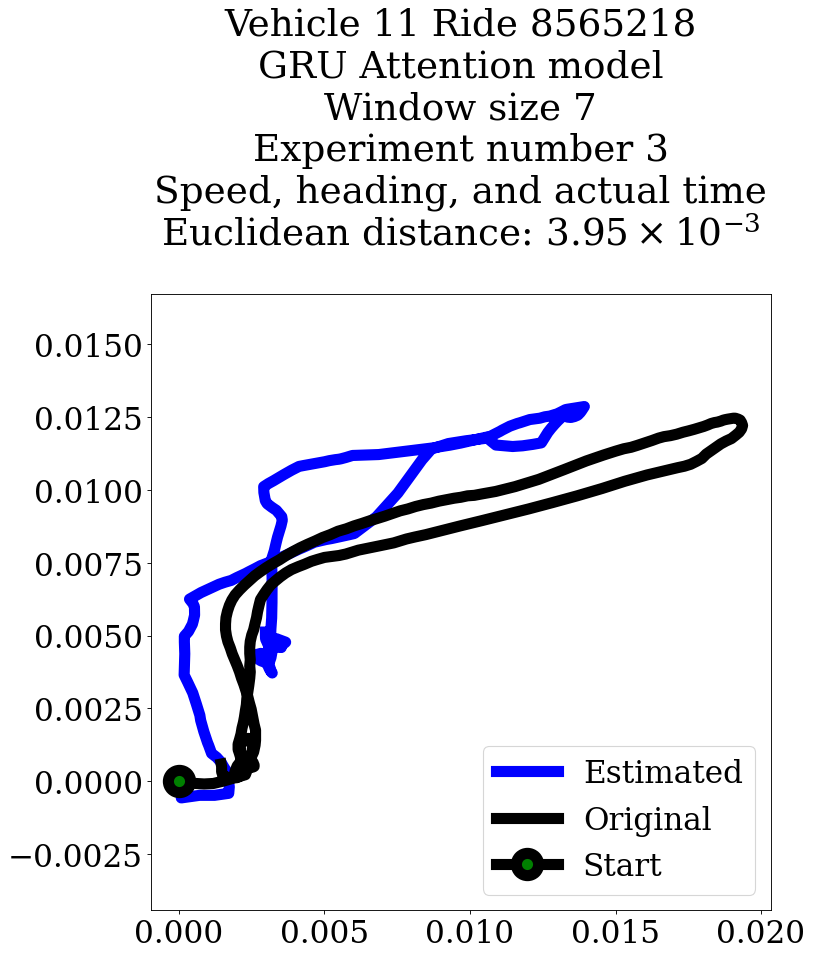 Vehicle 11 Ride 8565218
GRU Attention model
Window size 7
Experiment number 3
Speed, heading, and actual time
Euclidean distance: 3.95 × 10⁻³
0.0150
0.0125
0.0100
0.0075
0.0050
0.0025
0.0000
−0.0025
Estimated
Original
Start
0.000 0.005 0.010 0.015 0.020